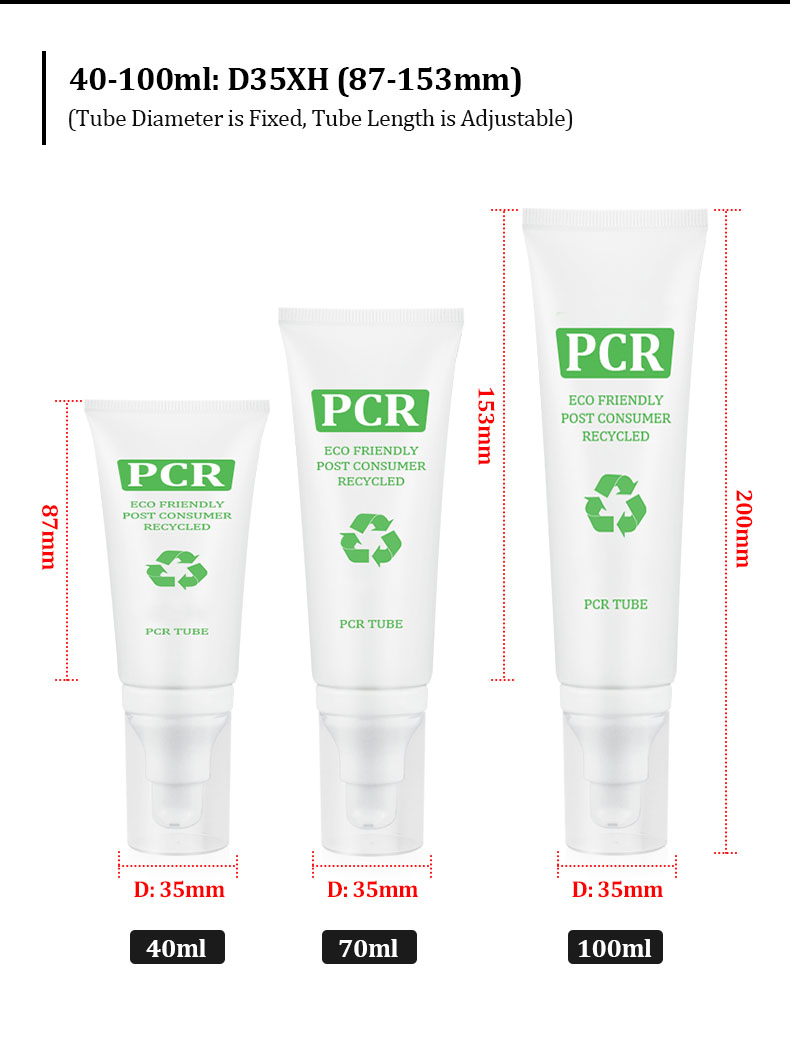 40-100ml: D35XH (87-153mm)
(Tube Diameter is Fixed, Tube Length is Adjustable)
87mm
PCR
ECO FRIENDLY
POST CONSUMER
RECYCLED
PCR TUBE
D: 35mm
40ml
PCR
ECO FRIENDLY
POST CONSUMER
RECYCLED
PCR TUBE
D: 35mm
70ml
153mm
PCR
ECO FRIENDLY
POST CONSUMER
RECYCLED
PCR TUBE
200mm
D: 35mm
100ml